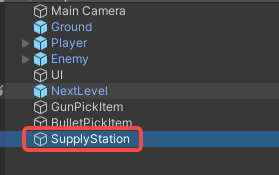 Main Camera
Ground
Player
Enemy
UI
NextLevel
GunPickItem
BulletPickItem
SupplyStation